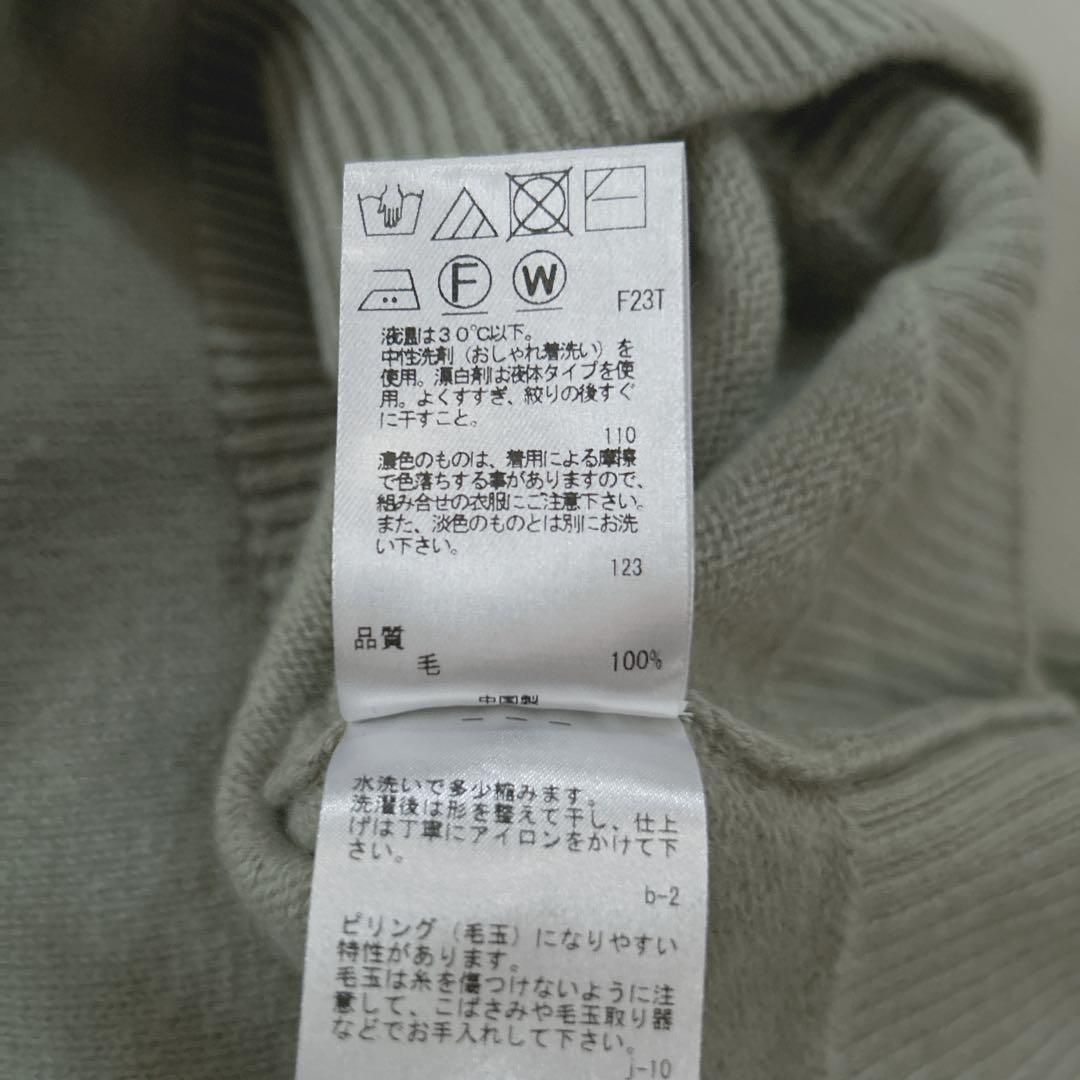 F
W
F23T
液温は30℃以下。
中性洗剤（おしゃれ着洗い）を
使用。漂白剤は液体タイプを使
用。よくすすぎ、絞りの後すぐ
に干すこと。
110
濃色のものは、着用による摩擦
で色落ちする事がありますので、
組み合せの衣服にご注意下さい。
また、淡色のものとは別にお洗
い下さい。
123
品質
毛 100%
中国製
水洗いで多少縮みます。
洗濯後は形を整えて干し、仕上
げは丁寧にアイロンをかけて下
さい。
b-2
ピリング（毛玉）になりやすい
特性があります。
毛玉は糸を傷つけないように注
意して、こばさみや毛玉取り器
などでお手入れして下さい。
j-10